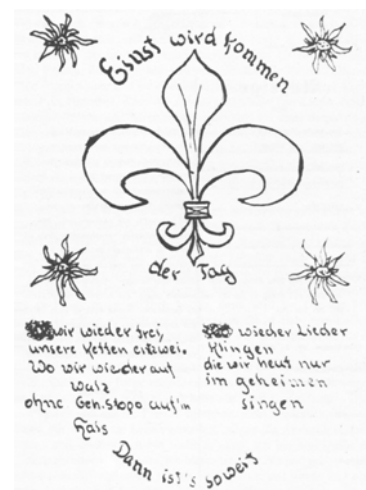 Einst wird kommen
der Tag
wir wieder frei,
unsere Ketten entzwei.
Wo wir wieder auf
Walz
ohne Geh.stapo auf'm
Hals
wieder Lieder
klingen
die wir heut nur
im geheimen
singen
Dann ist's soweit